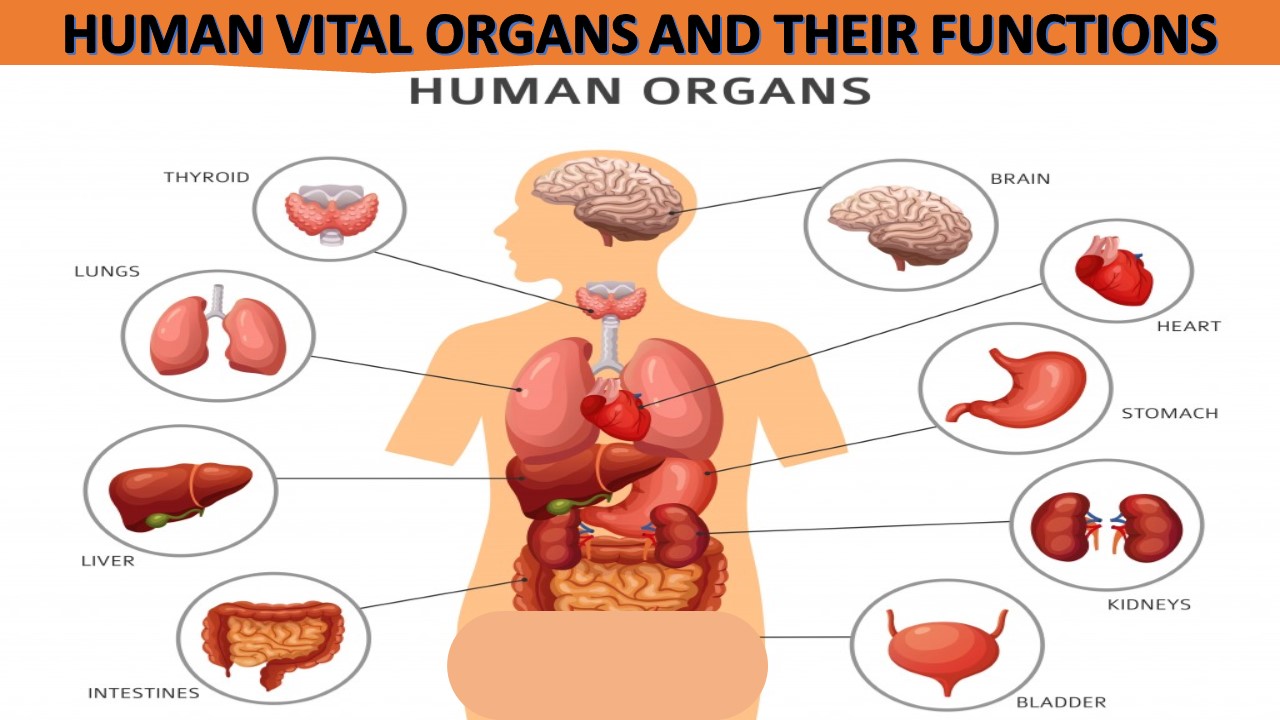 HUMAN VITAL ORGANS AND THEIR FUNCTIONS
HUMAN ORGANS
THYROID
BRAIN
LUNGS
HEART
STOMACH
LIVER
KIDNEYS
INTESTINES
BLADDER